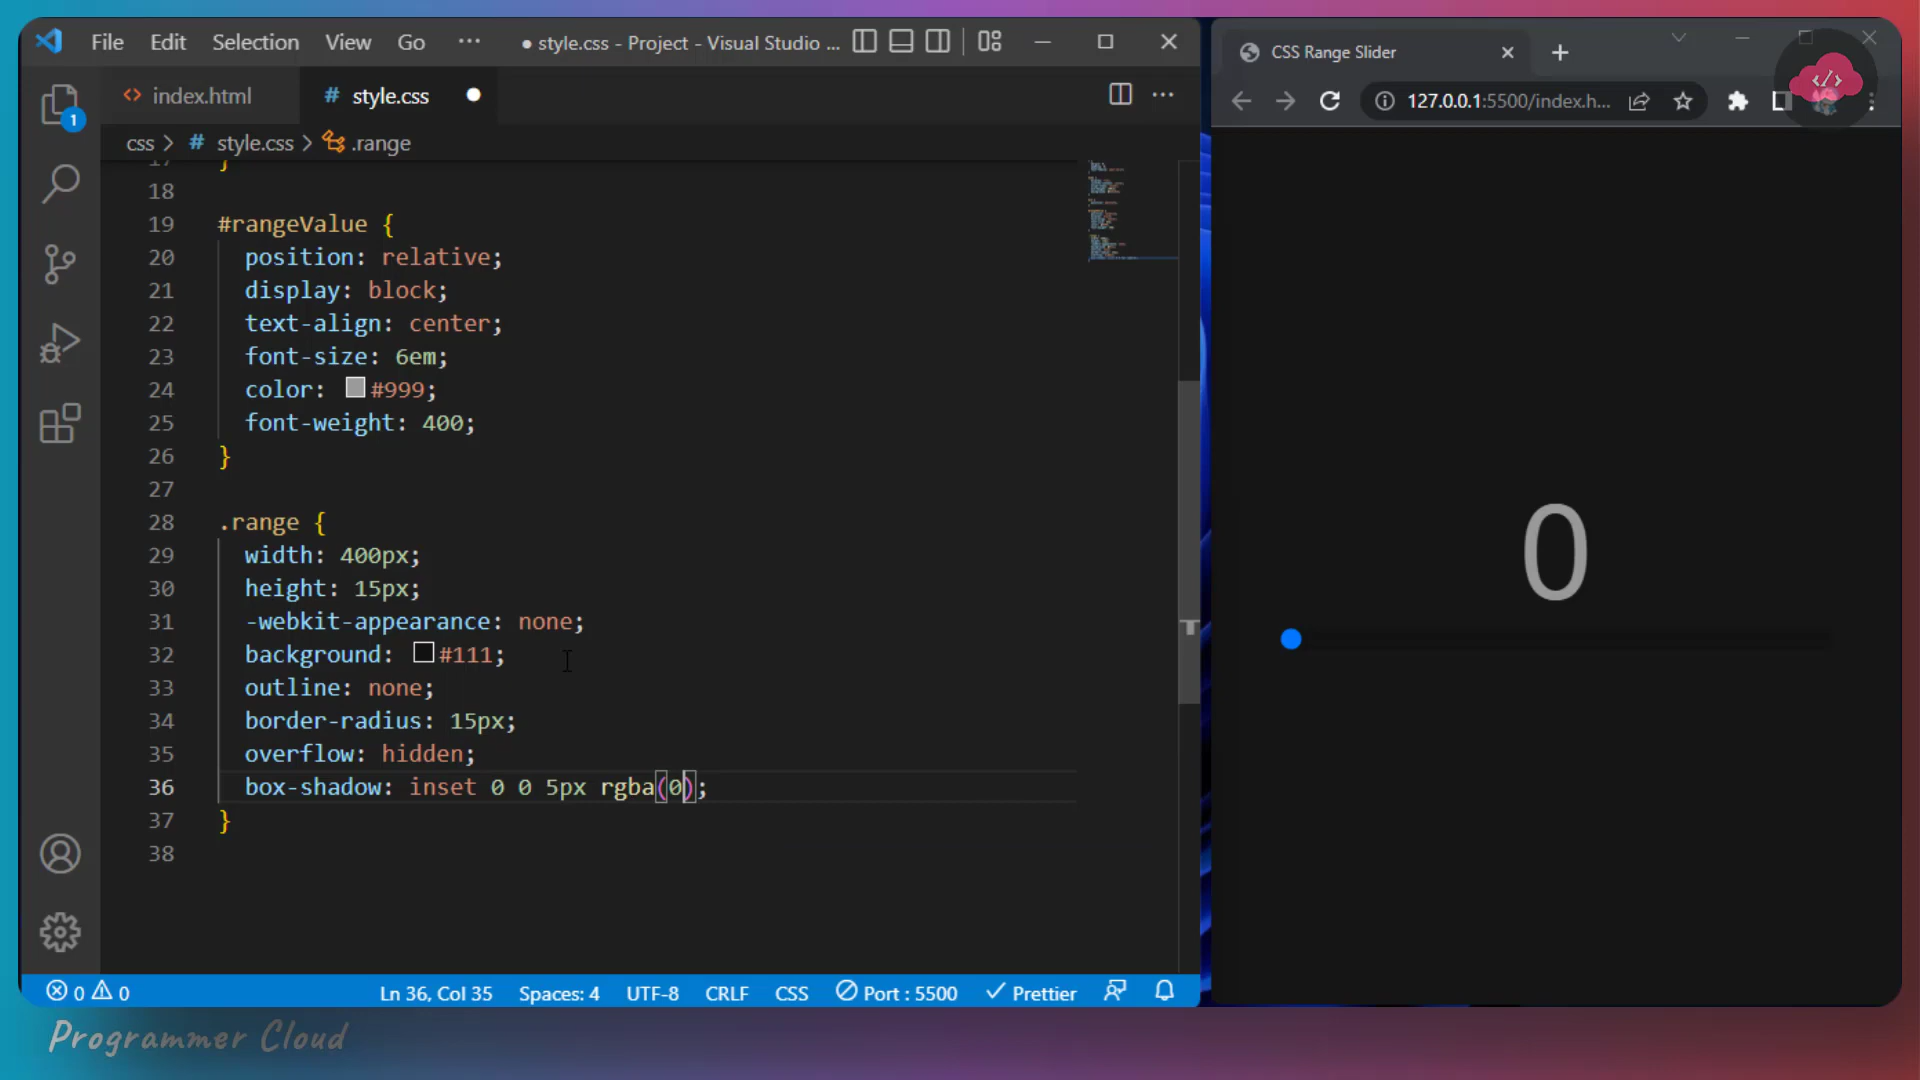 File Edit Selection View Go ··· ● style.css - Project - Visual Studio ...
<> index.html # style.css ●
css > # style.css > .range
17 }
18
19 #rangeValue {
20 position: relative;
21 display: block;
22 text-align: center;
23 font-size: 6em;
24 color: #999;
25 font-weight: 400;
26 }
27
28 .range {
29 width: 400px;
30 height: 15px;
31 -webkit-appearance: none;
32 background: #111;
33 outline: none;
34 border-radius: 15px;
35 overflow: hidden;
36 box-shadow: inset 0 0 5px rgba(0);
37 }
38
1
0 0 Ln 36, Col 35 Spaces: 4 UTF-8 CRLF CSS Port : 5500 Prettier
CSS Range Slider
127.0.0.1:5500/index.h...
</>
0
Programmer Cloud